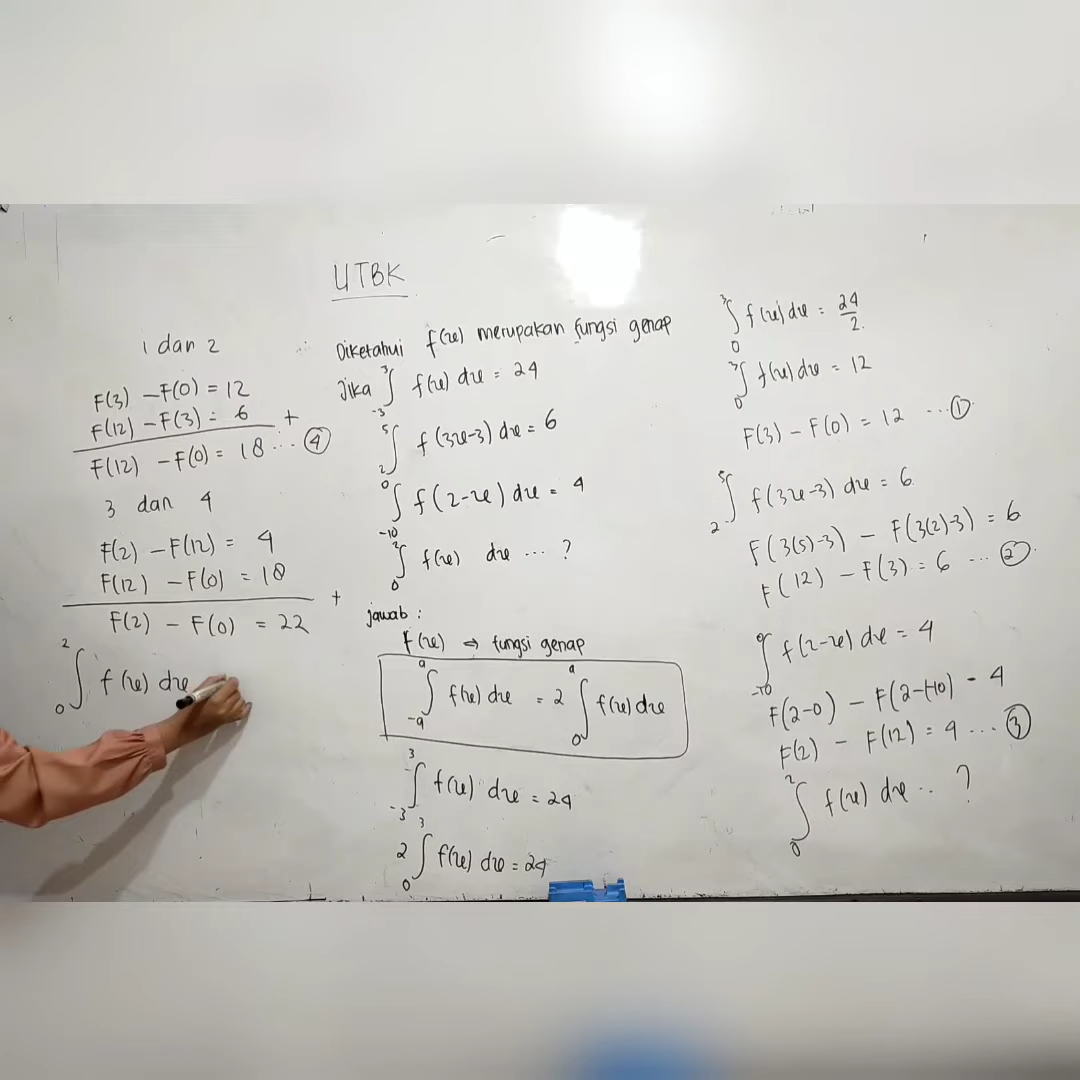 UTBK
Diketahui f(x) merupakan fungsi genap
Jika ∫₋₃³ f(x) dx = 24
∫₂⁵ f(3x-3) dx = 6
∫₋₁₀⁰ f(2-x) dx = 4
∫₀² f(x) dx ... ?
jawab :
f(x) ⇒ fungsi genap
∫₋ₐᵃ f(x) dx = 2 ∫₀ᵃ f(x) dx
∫₋₃³ f(x) dx = 24
2 ∫₀³ f(x) dx = 24
∫₀³ f(x) dx = 24/2
∫₀³ f(x) dx = 12
F(3) - F(0) = 12 ... ①
∫₂⁵ f(3x-3) dx = 6
F(3(5)-3) - F(3(2)-3) = 6
F(12) - F(3) = 6 ... ②
∫₋₁₀⁰ f(2-x) dx = 4
F(2-0) - F(2-(-10) - 4
F(2) - F(12) = 4 ... ③
∫₀² f(x) dx .. ?
1 dan 2
F(3) - F(0) = 12
F(12) - F(3) = 6 +
F(12) - F(0) = 18 ... ④
3 dan 4
F(2) - F(12) = 4
F(12) - F(0) = 18 +
F(2) - F(0) = 22
∫₀² f(x) dx